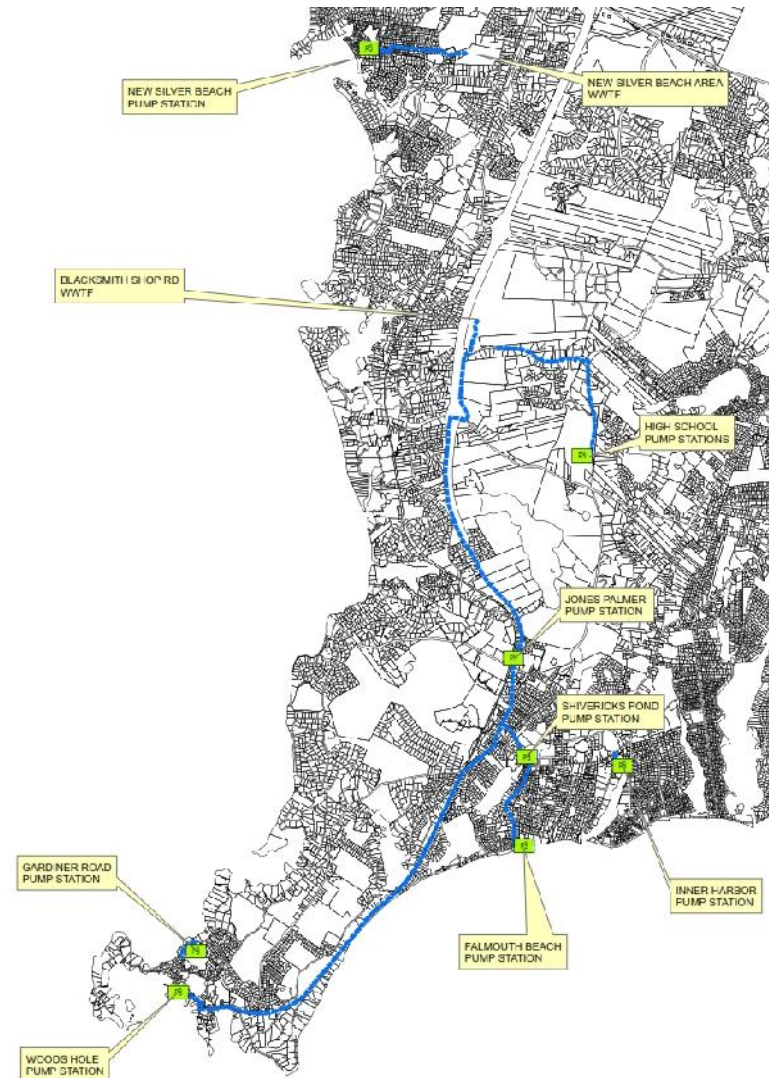 NEW SILVER BEACH
PUMP STATION
NEW SILVER BEACH AREA
WWTF
BLACKSMITH SHOP RD
WWTF
HIGH SCHOOL
PUMP STATIONS
JONES PALMER
PUMP STATION
SHIVERICKS POND
PUMP STATION
GARDINER ROAD
PUMP STATION
INNER HARBOR
PUMP STATION
FALMOUTH BEACH
PUMP STATION
WOODS HOLE
PUMP STATION